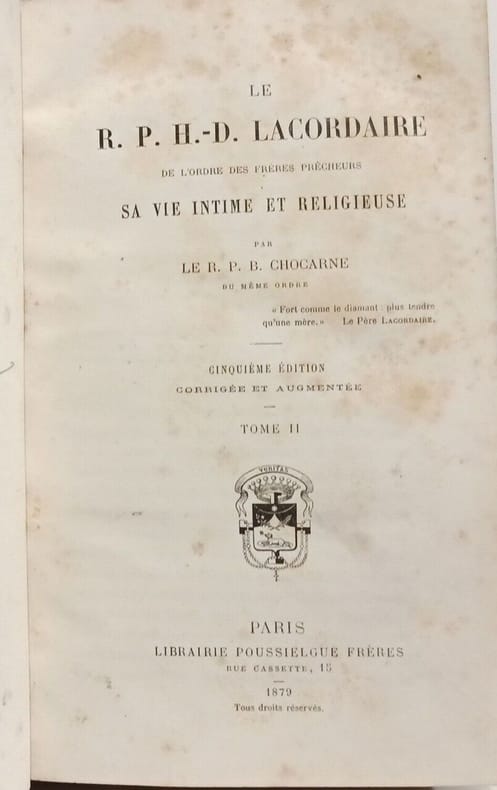 LE
R. P. H.-D. LACORDAIRE
DE L'ORDRE DES FRÈRES PRÊCHEURS
SA VIE INTIME ET RELIGIEUSE
PAR
LE R. P. B. CHOCARNE
DU MÊME ORDRE
« Fort comme le diamant ; plus tendre
qu'une mère. » Le Père LACORDAIRE.
CINQUIÈME ÉDITION
CORRIGÉE ET AUGMENTÉE
TOME II
VERITAS
PARIS
LIBRAIRIE POUSSIELGUE FRÈRES
RUE CASSETTE, 15
1879
Tous droits réservés.